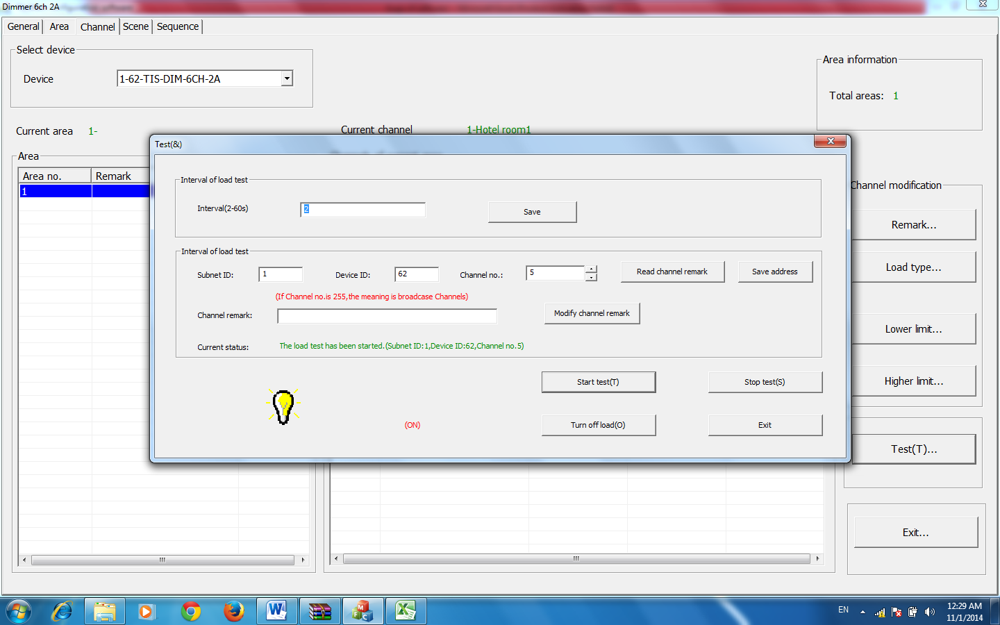 Dimmer 6ch 2A
General Area Channel Scene Sequence
Select device
Device 1-62-TIS-DIM-6CH-2A
Area information
Total areas: 1
Current area 1-
Current channel 1-Hotel room1
Area
Area no. Remark
1
Test(&)
Interval of load test
Interval(2-60s) 2 Save
Interval of load test
Subnet ID: 1 Device ID: 62 Channel no.: 5 Read channel remark Save address
(If Channel no.is 255,the meaning is broadcase Channels)
Channel remark: Modify channel remark
Current status: The load test has been started.(Subnet ID:1,Device ID:62,Channel no.5)
Start test(T) Stop test(S)
(ON) Turn off load(O) Exit
Channel modification
Remark...
Load type...
Lower limit...
Higher limit...
Test(T)...
Exit...
EN
12:29 AM
11/1/2014